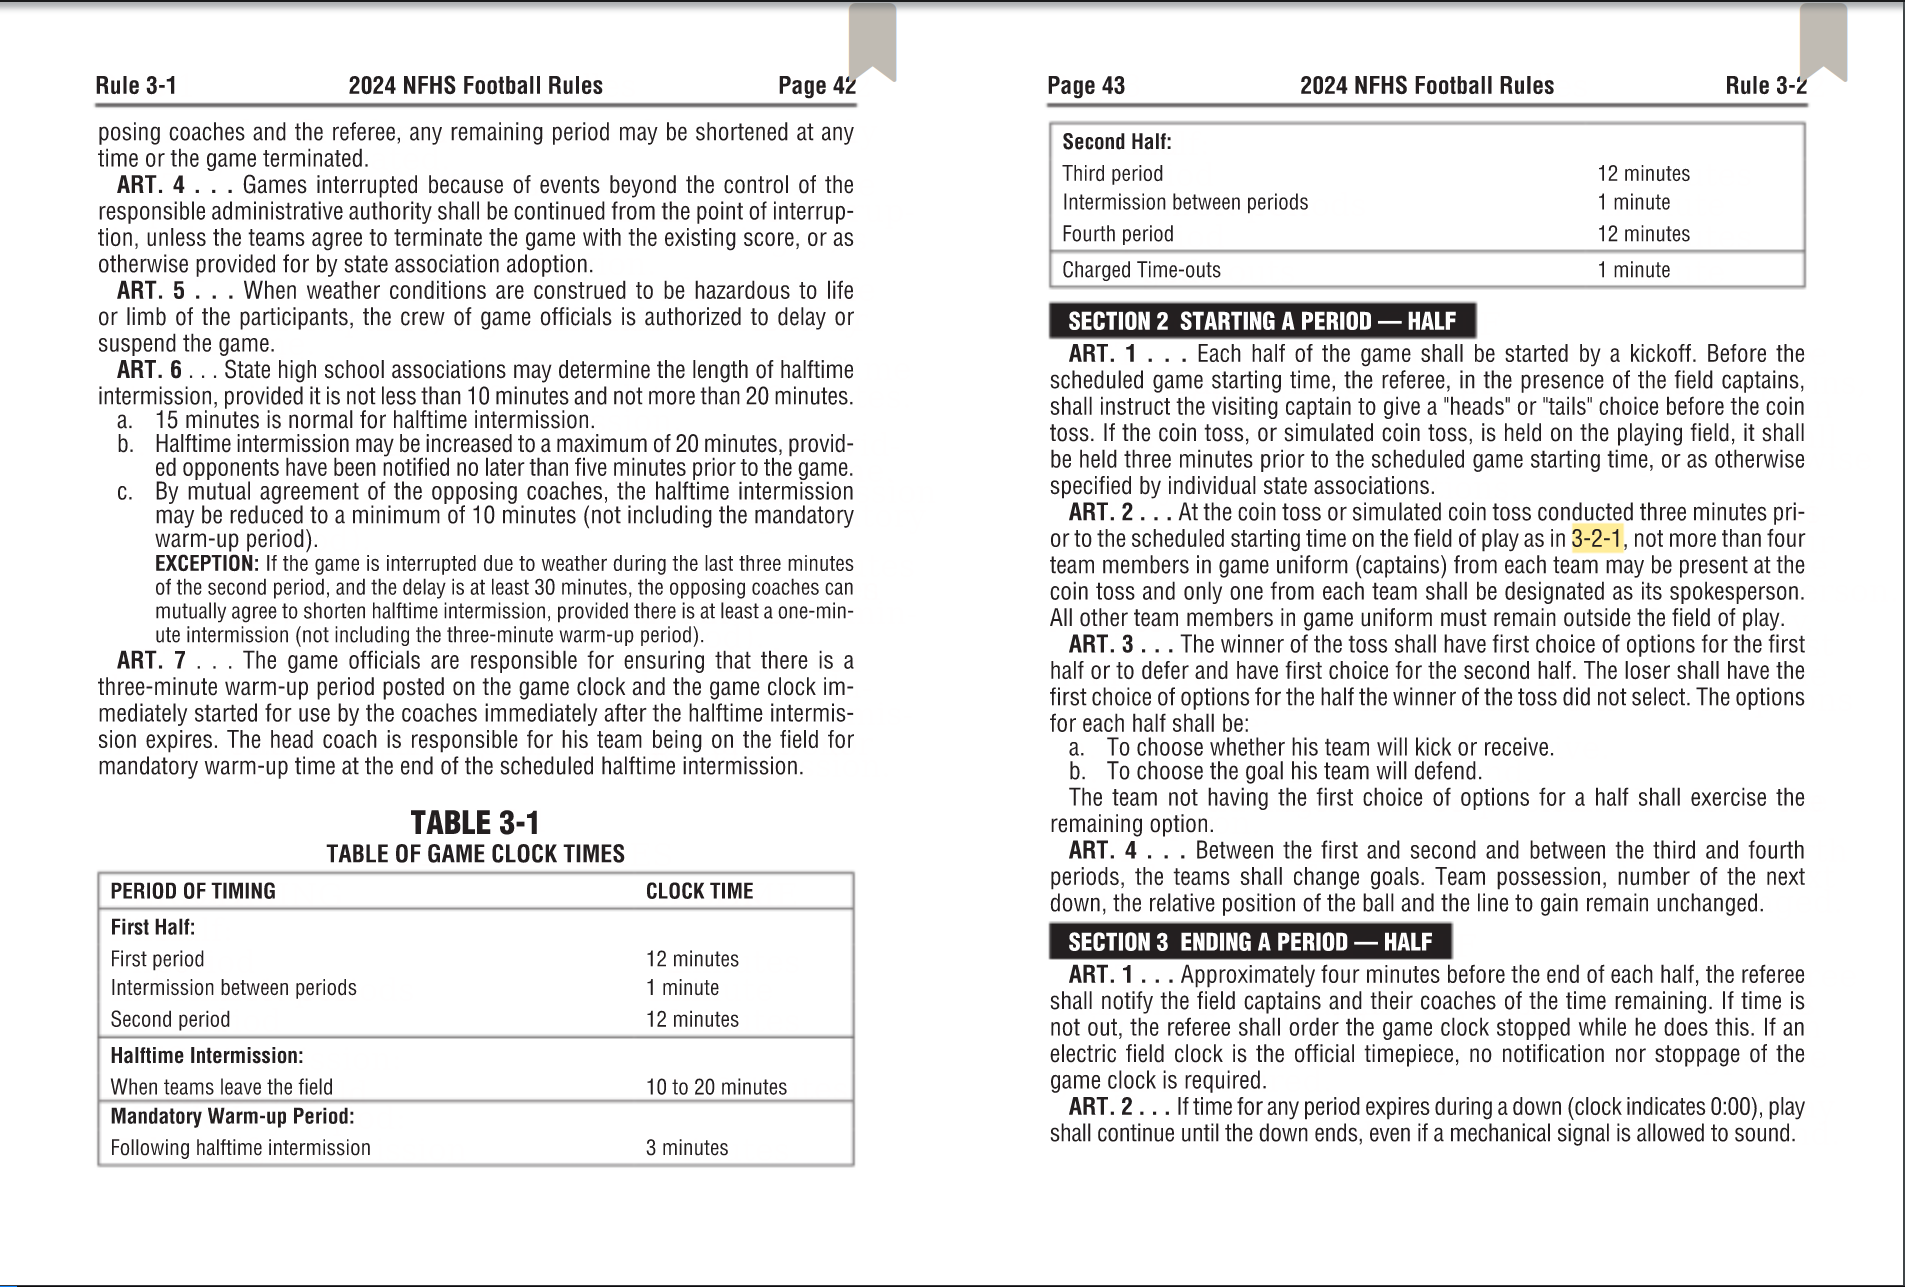 Rule 3-1 2024 NFHS Football Rules Page 42
posing coaches and the referee, any remaining period may be shortened at any
time or the game terminated.
ART. 4 . . . Games interrupted because of events beyond the control of the
responsible administrative authority shall be continued from the point of interrup-
tion, unless the teams agree to terminate the game with the existing score, or as
otherwise provided for by state association adoption.
ART. 5 . . . When weather conditions are construed to be hazardous to life
or limb of the participants, the crew of game officials is authorized to delay or
suspend the game.
ART. 6 . . . State high school associations may determine the length of halftime
intermission, provided it is not less than 10 minutes and not more than 20 minutes.
a. 15 minutes is normal for halftime intermission.
b. Halftime intermission may be increased to a maximum of 20 minutes, provid-
ed opponents have been notified no later than five minutes prior to the game.
c. By mutual agreement of the opposing coaches, the halftime intermission
may be reduced to a minimum of 10 minutes (not including the mandatory
warm-up period).
EXCEPTION: If the game is interrupted due to weather during the last three minutes
of the second period, and the delay is at least 30 minutes, the opposing coaches can
mutually agree to shorten halftime intermission, provided there is at least a one-min-
ute intermission (not including the three-minute warm-up period).
ART. 7 . . . The game officials are responsible for ensuring that there is a
three-minute warm-up period posted on the game clock and the game clock im-
mediately started for use by the coaches immediately after the halftime intermis-
sion expires. The head coach is responsible for his team being on the field for
mandatory warm-up time at the end of the scheduled halftime intermission.
TABLE 3-1
TABLE OF GAME CLOCK TIMES
PERIOD OF TIMING CLOCK TIME
First Half:
First period 12 minutes
Intermission between periods 1 minute
Second period 12 minutes
Halftime Intermission:
When teams leave the field 10 to 20 minutes
Mandatory Warm-up Period:
Following halftime intermission 3 minutes
Page 43 2024 NFHS Football Rules Rule 3-2
Second Half:
Third period 12 minutes
Intermission between periods 1 minute
Fourth period 12 minutes
Charged Time-outs 1 minute
SECTION 2 STARTING A PERIOD — HALF
ART. 1 . . . Each half of the game shall be started by a kickoff. Before the
scheduled game starting time, the referee, in the presence of the field captains,
shall instruct the visiting captain to give a "heads" or "tails" choice before the coin
toss. If the coin toss, or simulated coin toss, is held on the playing field, it shall
be held three minutes prior to the scheduled game starting time, or as otherwise
specified by individual state associations.
ART. 2 . . . At the coin toss or simulated coin toss conducted three minutes pri-
or to the scheduled starting time on the field of play as in 3-2-1, not more than four
team members in game uniform (captains) from each team may be present at the
coin toss and only one from each team shall be designated as its spokesperson.
All other team members in game uniform must remain outside the field of play.
ART. 3 . . . The winner of the toss shall have first choice of options for the first
half or to defer and have first choice for the second half. The loser shall have the
first choice of options for the half the winner of the toss did not select. The options
for each half shall be:
a. To choose whether his team will kick or receive.
b. To choose the goal his team will defend.
The team not having the first choice of options for a half shall exercise the
remaining option.
ART. 4 . . . Between the first and second and between the third and fourth
periods, the teams shall change goals. Team possession, number of the next
down, the relative position of the ball and the line to gain remain unchanged.
SECTION 3 ENDING A PERIOD — HALF
ART. 1 . . . Approximately four minutes before the end of each half, the referee
shall notify the field captains and their coaches of the time remaining. If time is
not out, the referee shall order the game clock stopped while he does this. If an
electric field clock is the official timepiece, no notification nor stoppage of the
game clock is required.
ART. 2 . . . If time for any period expires during a down (clock indicates 0:00), play
shall continue until the down ends, even if a mechanical signal is allowed to sound.